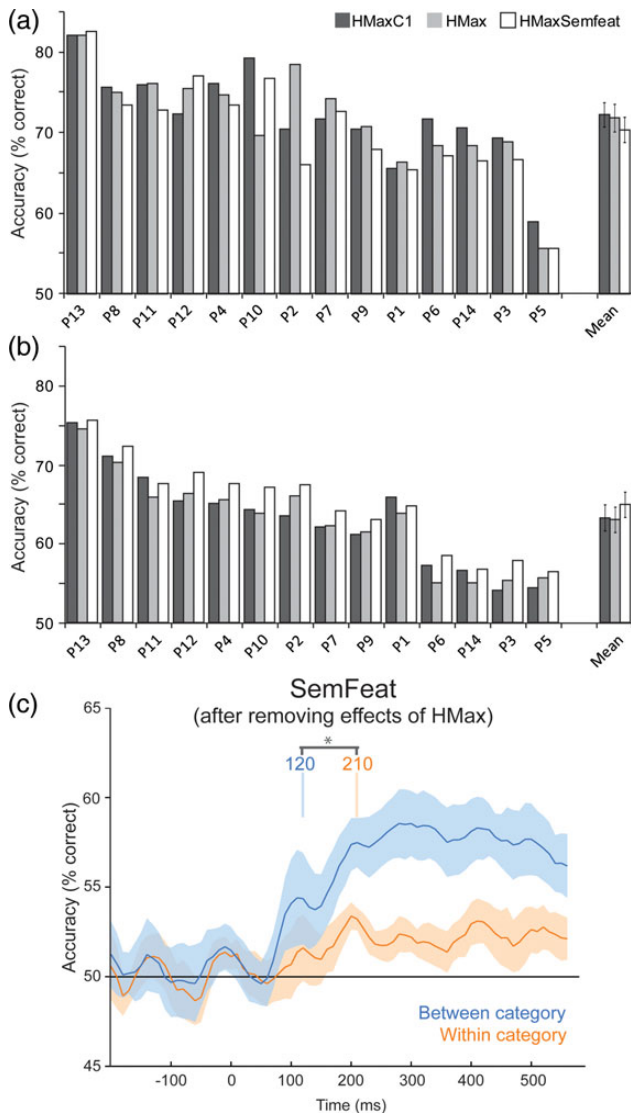 (a)
HMaxC1 HMax HMaxSemfeat
Accuracy (% correct)
80
70
60
50
P13 P8 P11 P12 P4 P10 P2 P7 P9 P1 P6 P14 P3 P5 Mean
(b)
Accuracy (% correct)
80
70
60
50
P13 P8 P11 P12 P4 P10 P2 P7 P9 P1 P6 P14 P3 P5 Mean
SemFeat
(c) (after removing effects of HMax)
65
*
120 210
60
Accuracy (% correct)
55
50
Between category
Within category
45
-100 0 100 200 300 400 500
Time (ms)